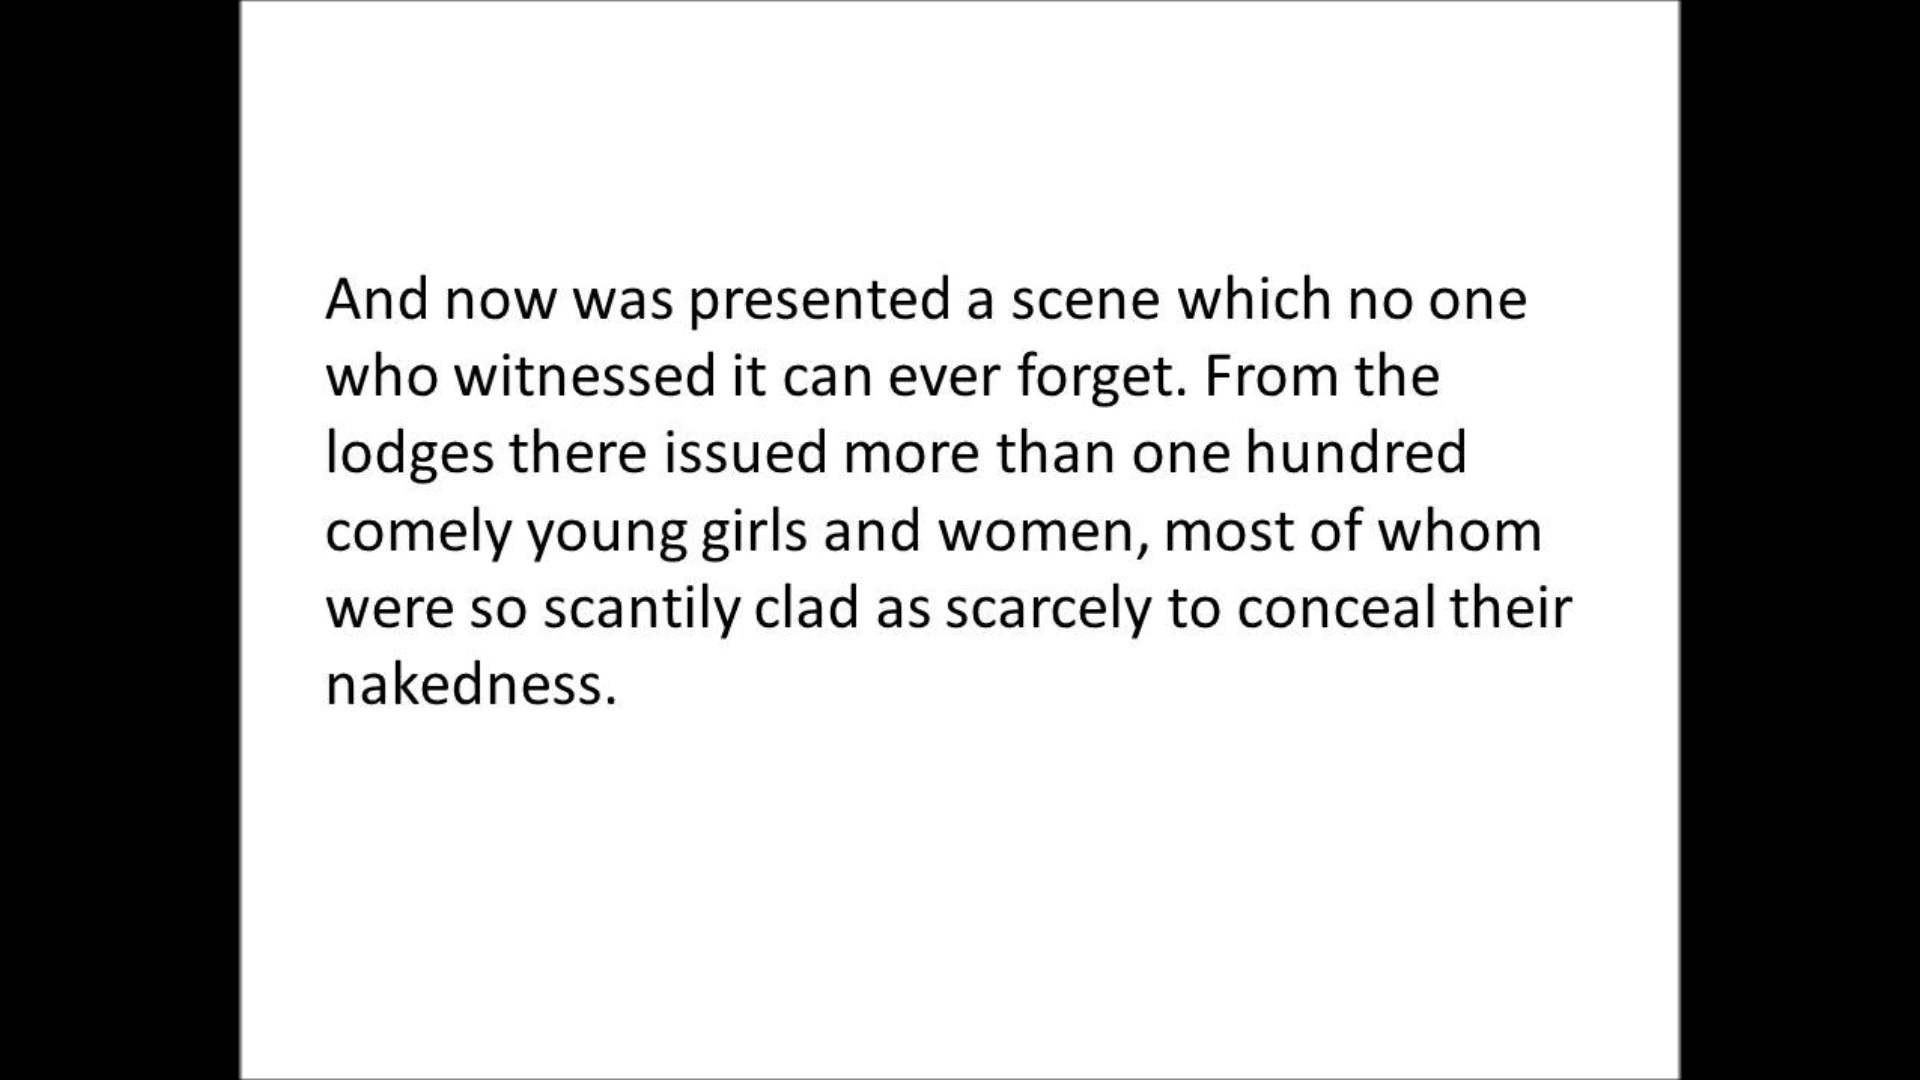 And now was presented a scene which no one
who witnessed it can ever forget. From the
lodges there issued more than one hundred
comely young girls and women, most of whom
were so scantily clad as scarcely to conceal their
nakedness.